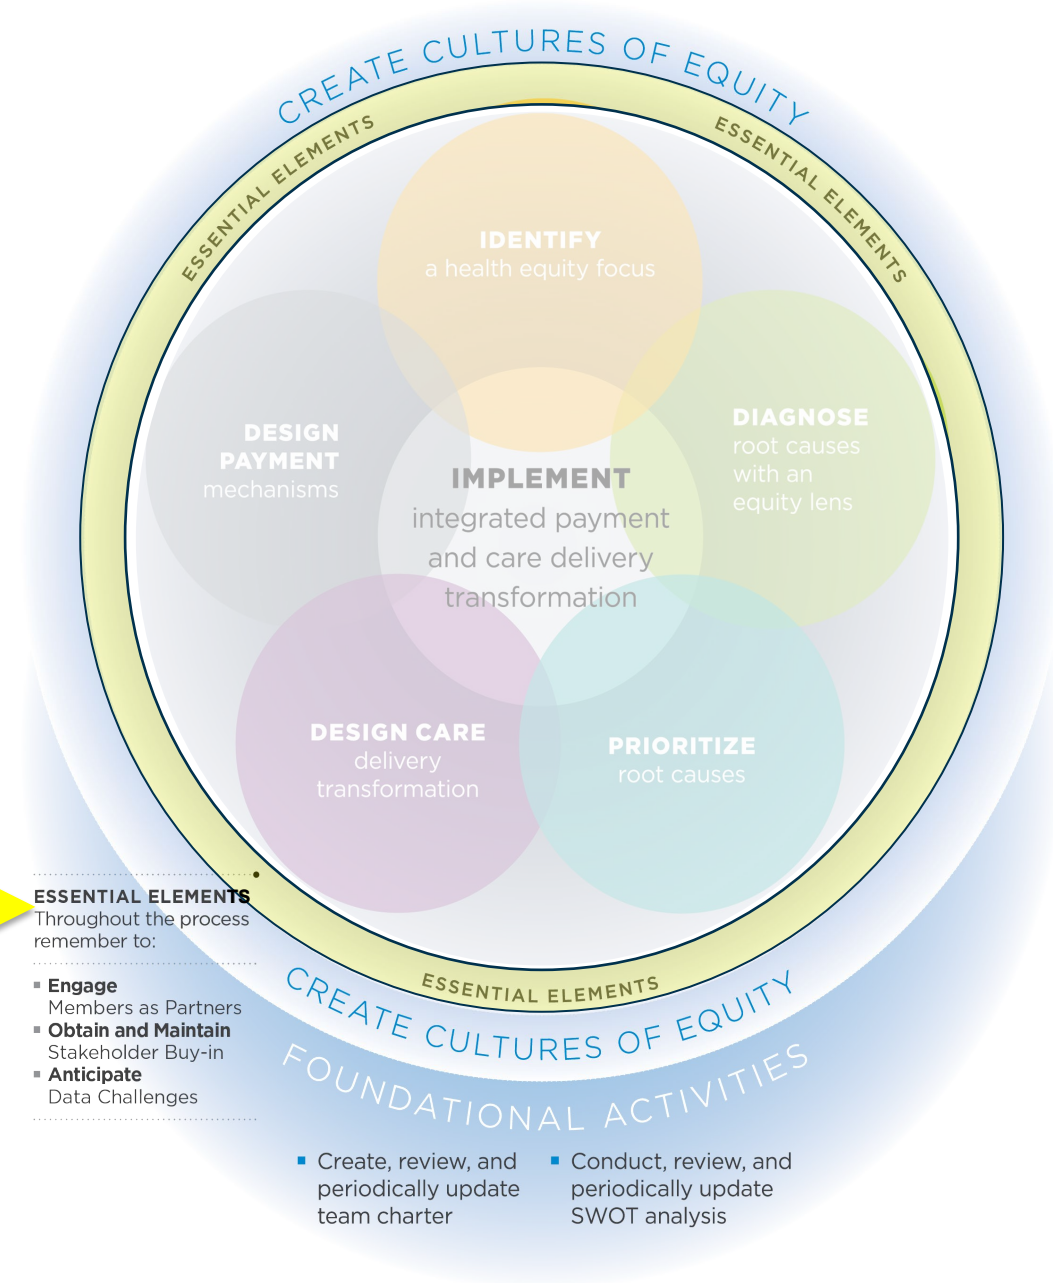 CREATE CULTURES OF EQUITY
ESSENTIAL ELEMENTS
ESSENTIAL ELEMENTS
IDENTIFY
a health equity focus
DIAGNOSE
root causes
with an
equity lens
DESIGN
PAYMENT
mechanisms
IMPLEMENT
integrated payment
and care delivery
transformation
DESIGN CARE
delivery
transformation
PRIORITIZE
root causes
ESSENTIAL ELEMENTS
Throughout the process
remember to:
▪ Engage
Members as Partners
▪ Obtain and Maintain
Stakeholder Buy-in
▪ Anticipate
Data Challenges
ESSENTIAL ELEMENTS
CREATE CULTURES OF EQUITY
FOUNDATIONAL ACTIVITIES
▪ Create, review, and
periodically update
team charter
▪ Conduct, review, and
periodically update
SWOT analysis